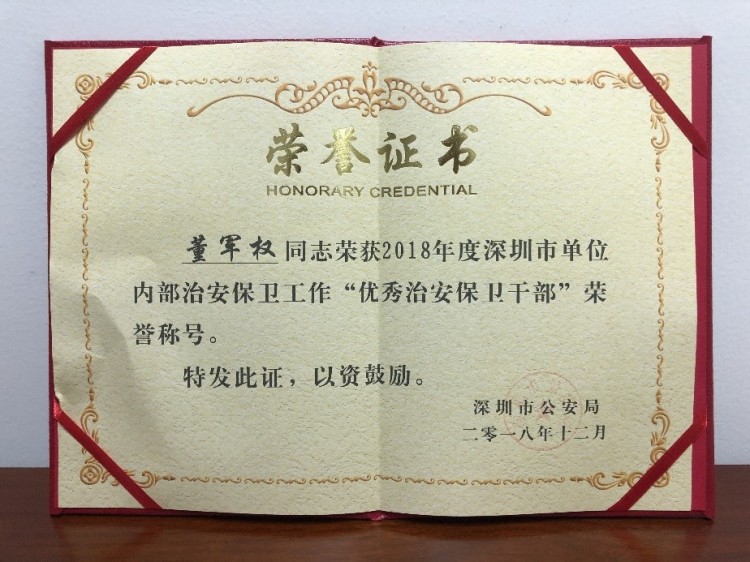 荣誉证书
HONORARY CREDENTIAL
董军权同志荣获2018年度深圳市单位
内部治安保卫工作“优秀治安保卫干部”荣
誉称号。
特发此证，以资鼓励。
深圳市公安局
二零一八年十二月